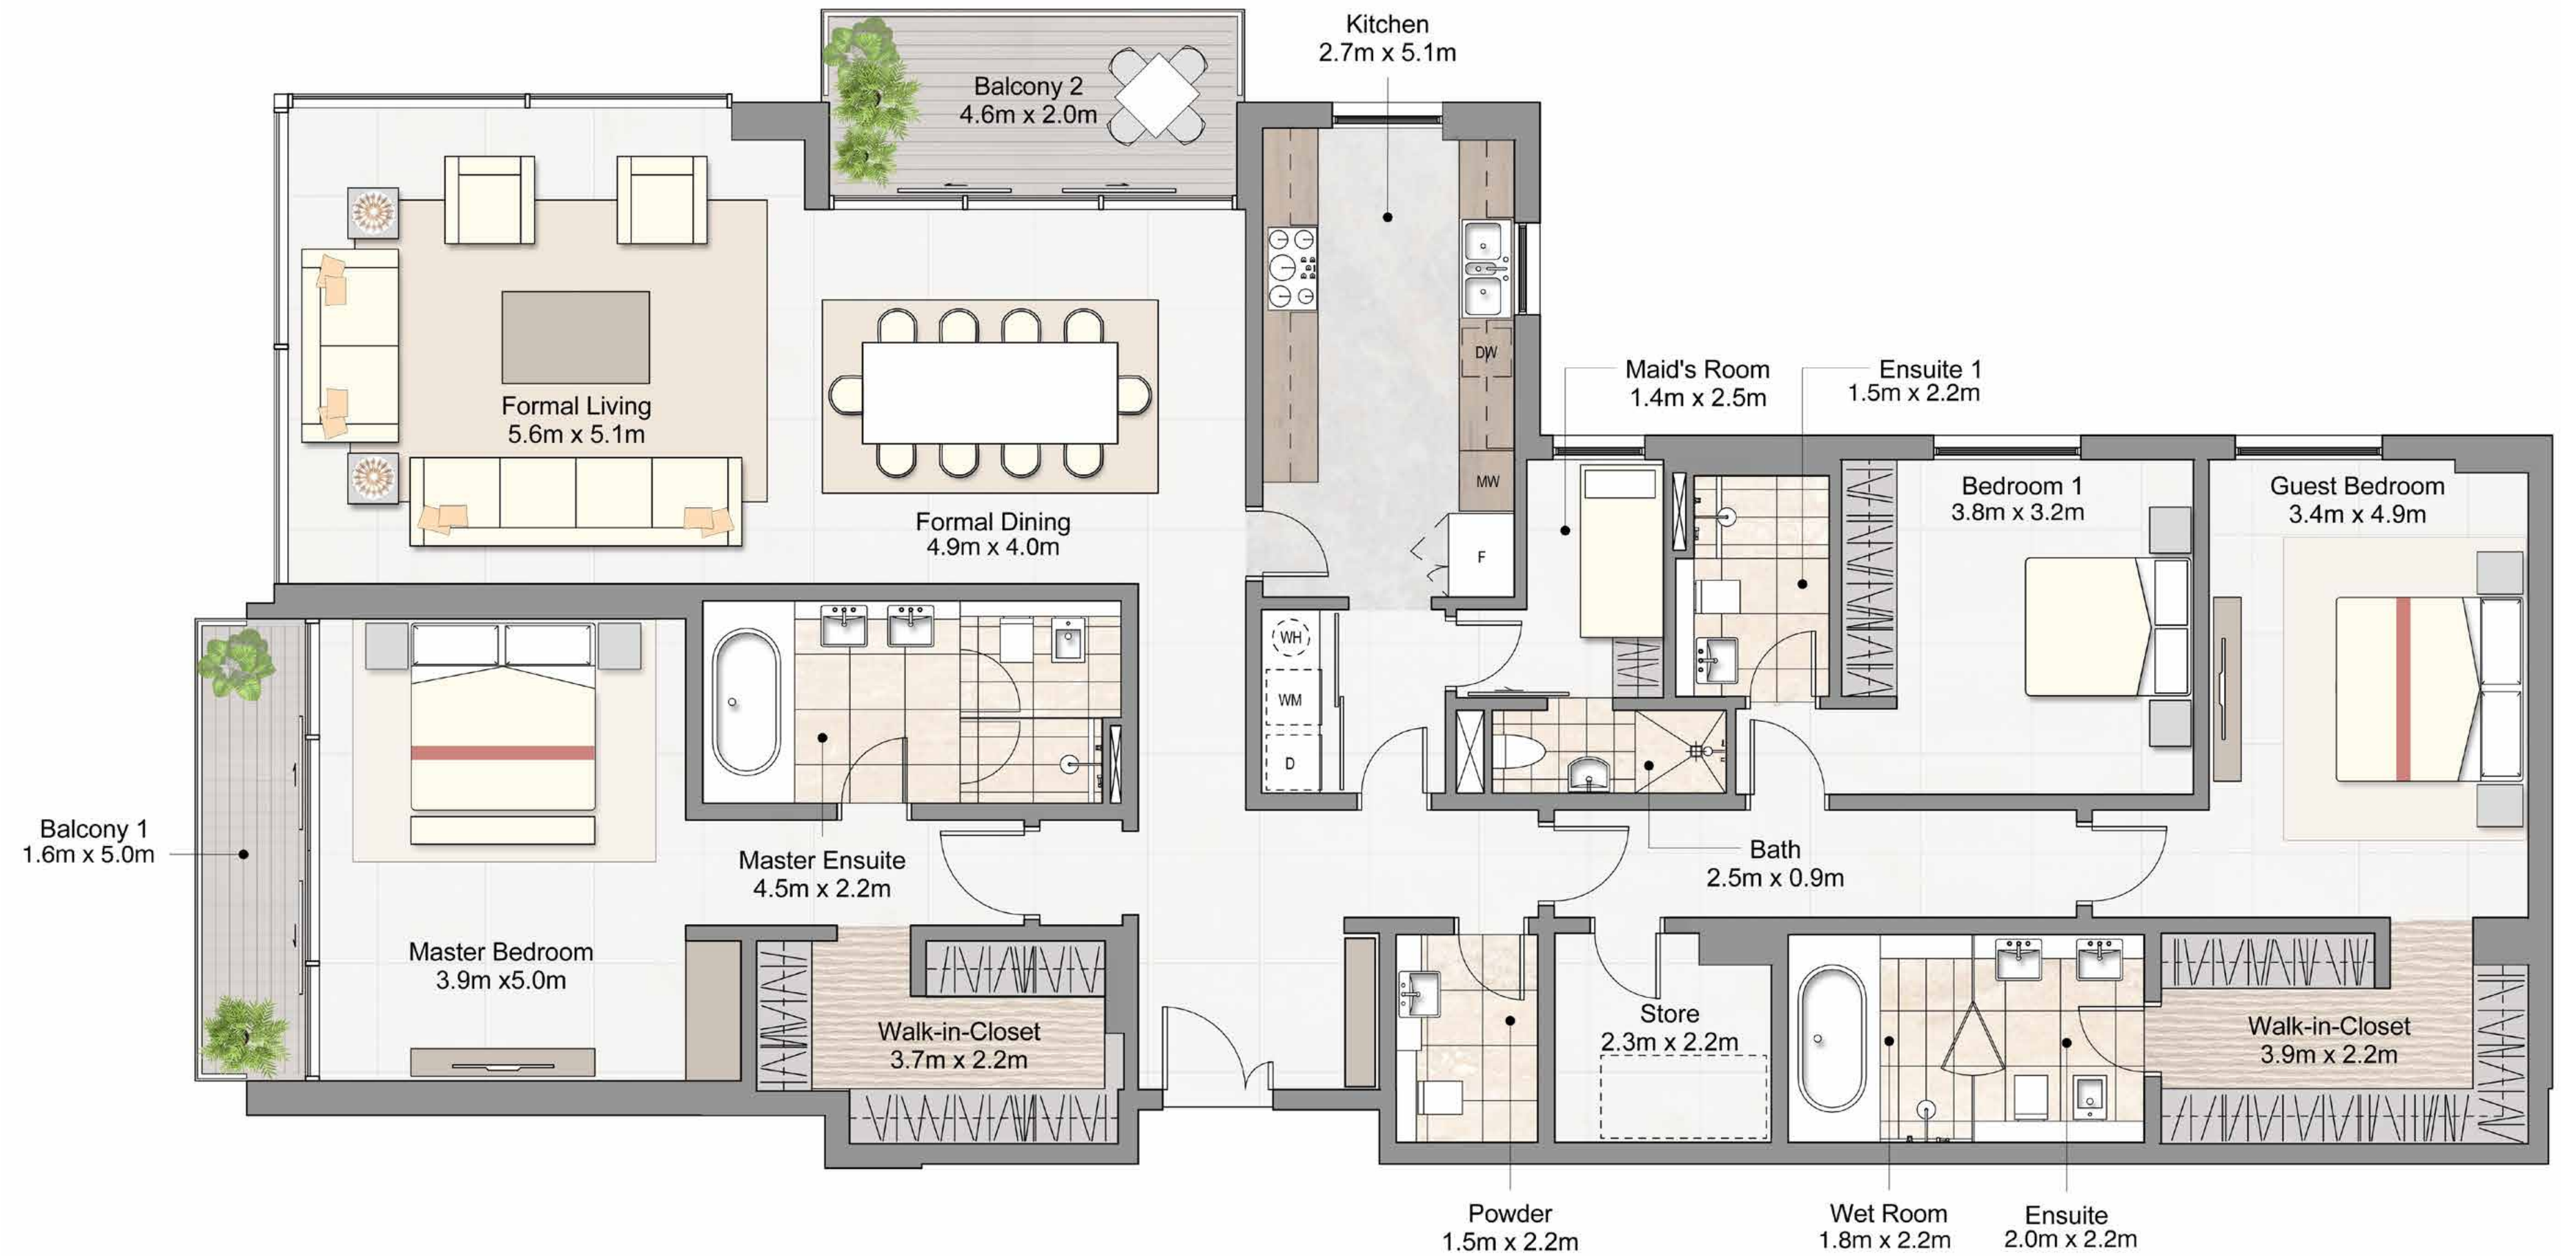 Kitchen
2.7m x 5.1m
Balcony 2
4.6m x 2.0m
DW
Maid's Room
1.4m x 2.5m
Ensuite 1
1.5m x 2.2m
Formal Living
5.6m x 5.1m
MW
Bedroom 1
3.8m x 3.2m
Guest Bedroom
3.4m x 4.9m
Formal Dining
4.9m x 4.0m
F
WH
WM
D
Balcony 1
1.6m x 5.0m
Master Ensuite
4.5m x 2.2m
Bath
2.5m x 0.9m
Master Bedroom
3.9m x5.0m
Walk-in-Closet
3.7m x 2.2m
Store
2.3m x 2.2m
Walk-in-Closet
3.9m x 2.2m
Powder
1.5m x 2.2m
Wet Room
1.8m x 2.2m
Ensuite
2.0m x 2.2m